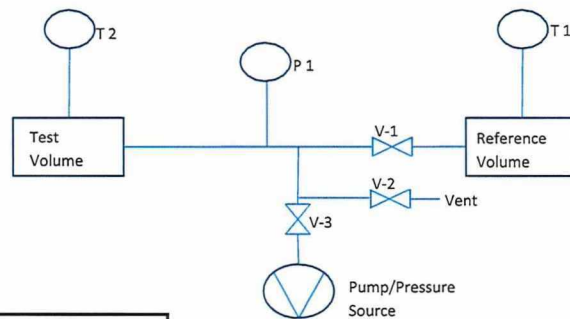 T 2
T 1
P 1
Test
Volume
V-1
Reference
Volume
V-2
Vent
V-3
Pump/Pressure
Source